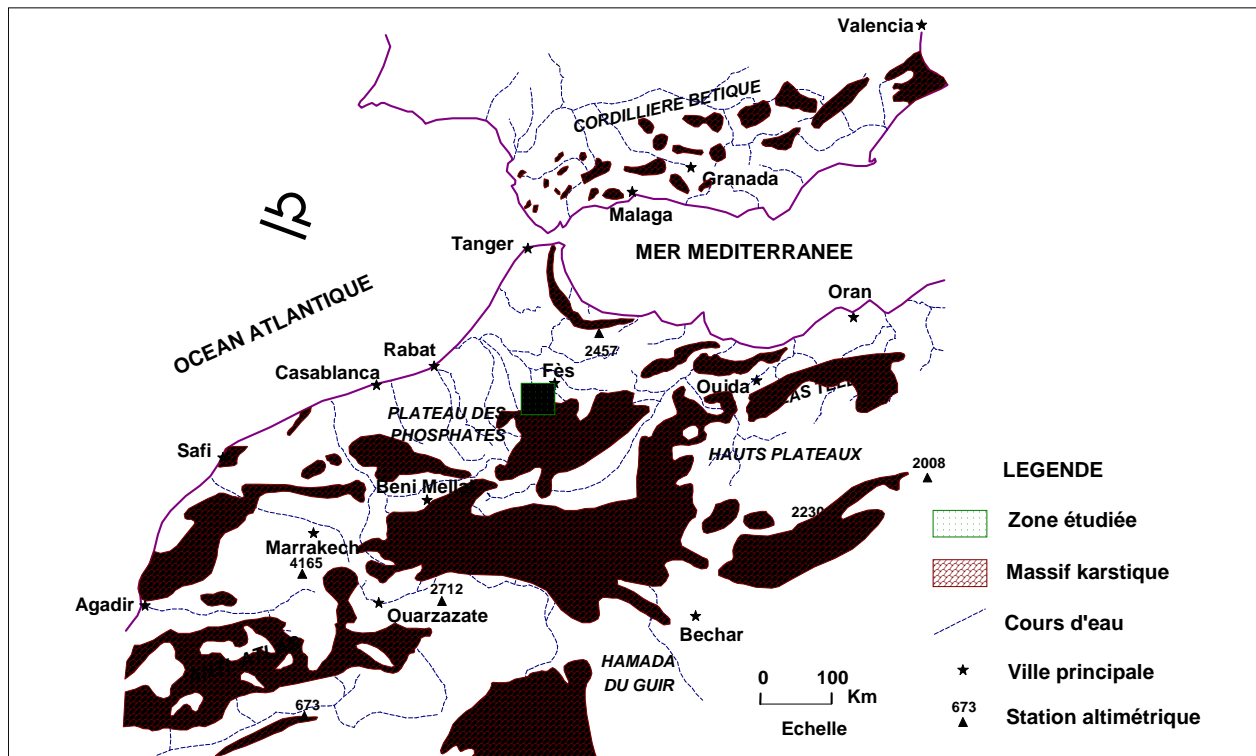 Valencia
CORDILLIERE BETIQUE
Granada
Malaga
Tanger
MER MEDITERRANEE
OCEAN ATLANTIQUE
Oran
2457
Rabat
Fès
Casablanca
Oujda
PLATEAU DES
PHOSPHATES
HAUTS PLATEAUX
Safi
2008
LEGENDE
Beni Mellal
2230
Zone étudiée
Marrakech
4165
Massif karstique
2712
Agadir
Ouarzazate
Cours d'eau
Bechar
HAMADA
DU GUIR
0 100
Km
Echelle
Ville principale
673
673
Station altimétrique